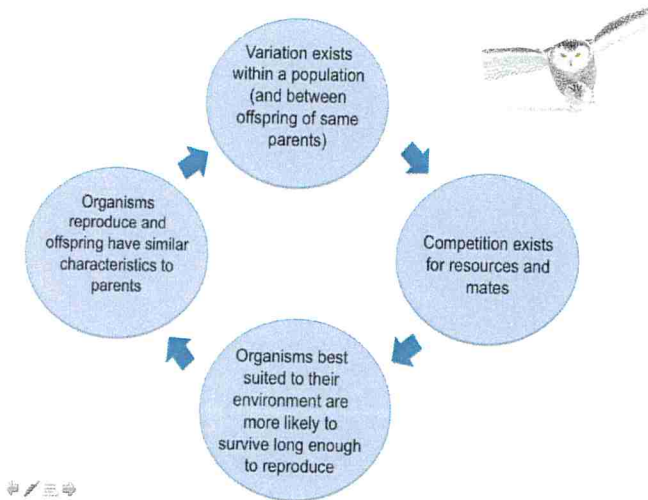 Variation exists
within a population
(and between
offspring of same
parents)
Competition exists
for resources and
mates
Organisms best
suited to their
environment are
more likely to
survive long enough
to reproduce
Organisms
reproduce and
offspring have similar
characteristics to
parents